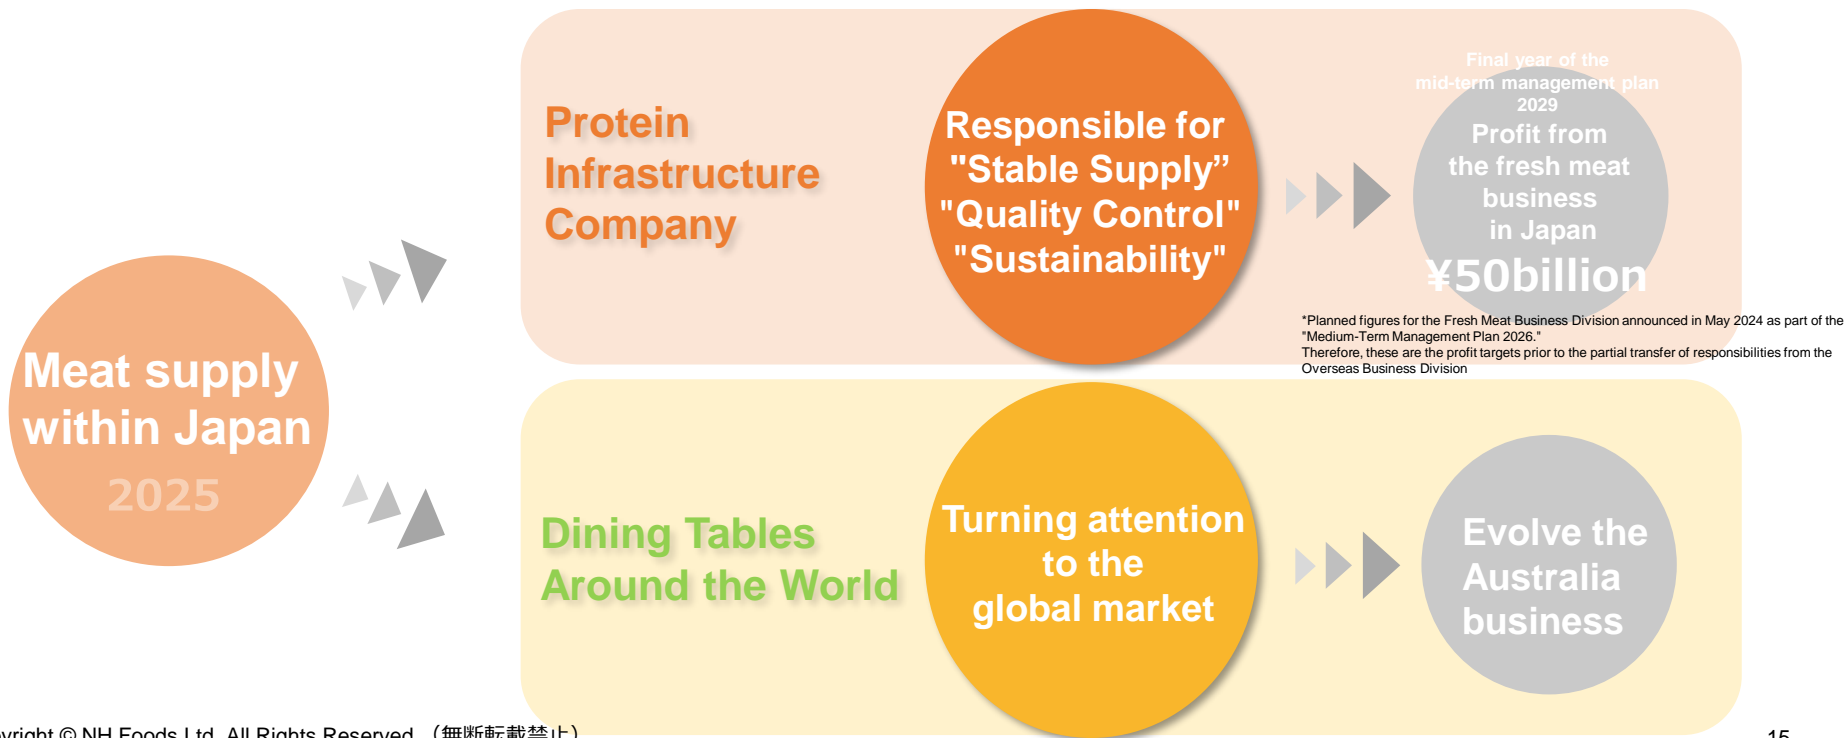 Meat supply
within Japan
2025
Protein
Infrastructure
Company
Responsible for
"Stable Supply”
"Quality Control"
"Sustainability"
Final year of the
mid-term management plan
2029
Profit from
the fresh meat
business
in Japan
¥50billion
*Planned figures for the Fresh Meat Business Division announced in May 2024 as part of the
"Medium-Term Management Plan 2026."
Therefore, these are the profit targets prior to the partial transfer of responsibilities from the
Overseas Business Division
Dining Tables
Around the World
Turning attention
to the
global market
Evolve the
Australia
business
yright © NH Foods Ltd. All Rights Reserved. （無断転載禁止）
15